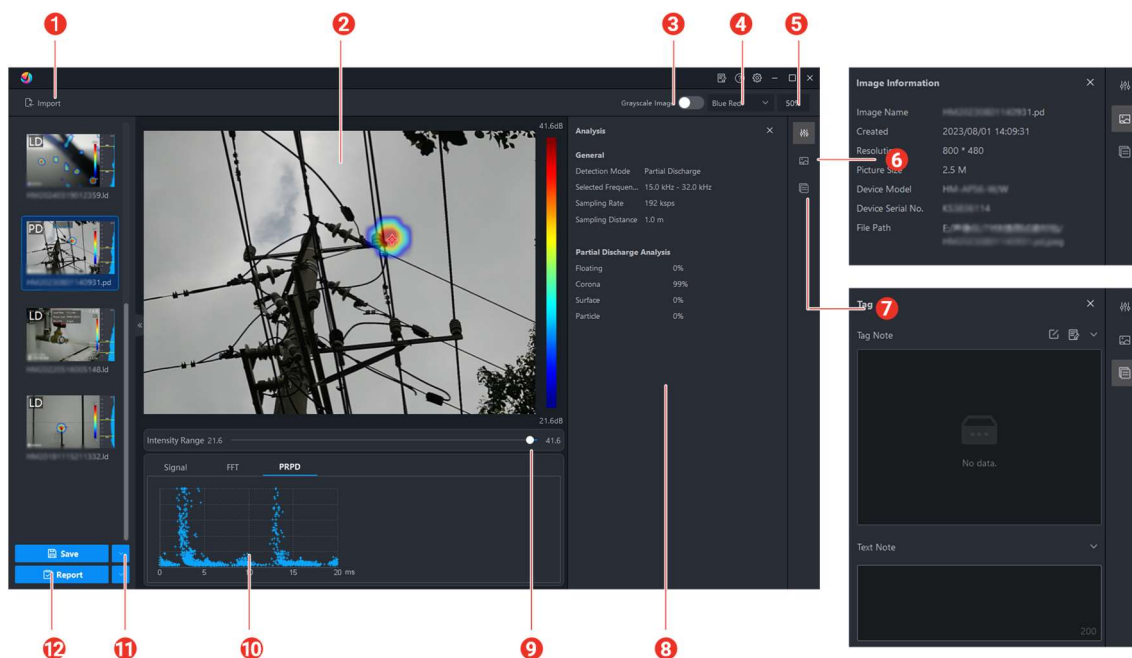 1
2
3
4
5
Import
Grayscale Image
Blue Red
50%
LD
PD
LD
LD
41.6dB
21.6dB
Intensity Range 21.6
41.6
Signal
FFT
PRPD
0
5
10
15
20 ms
Save
Report
Analysis
General
Detection Mode Partial Discharge
Selected Frequen... 15.0 kHz - 32.0 kHz
Sampling Rate 192 ksps
Sampling Distance 1.0 m
Partial Discharge Analysis
Floating 0%
Corona 99%
Surface 0%
Particle 0%
6
7
Image Information
Image Name
Created 2023/08/01 14:09:31
Resolution 800 * 480
Picture Size 2.5 M
Device Model
Device Serial No.
File Path
Tag
Tag Note
No data.
Text Note
200
12
11
10
9
8